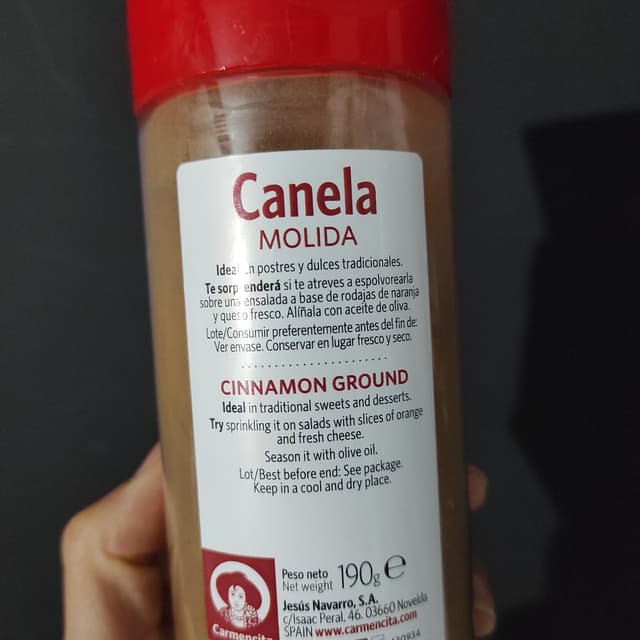 Canela
MOLIDA
Ideal en postres y dulces tradicionales.
Te sorprenderá si te atreves a espolvorearla
sobre una ensalada a base de rodajas de naranja
y queso fresco. Alíñala con aceite de oliva.
Lote/Consumir preferentemente antes del fin de:
Ver envase. Conservar en lugar fresco y seco.
CINNAMON GROUND
Ideal in traditional sweets and desserts.
Try sprinkling it on salads with slices of orange
and fresh cheese.
Season it with olive oil.
Lot/Best before end: See package.
Keep in a cool and dry place.
Peso neto
Net weight 190g e
Jesús Navarro, S.A.
c/Isaac Peral, 46. 03660 Novelda
SPAIN www.carmencita.com
Carmencita